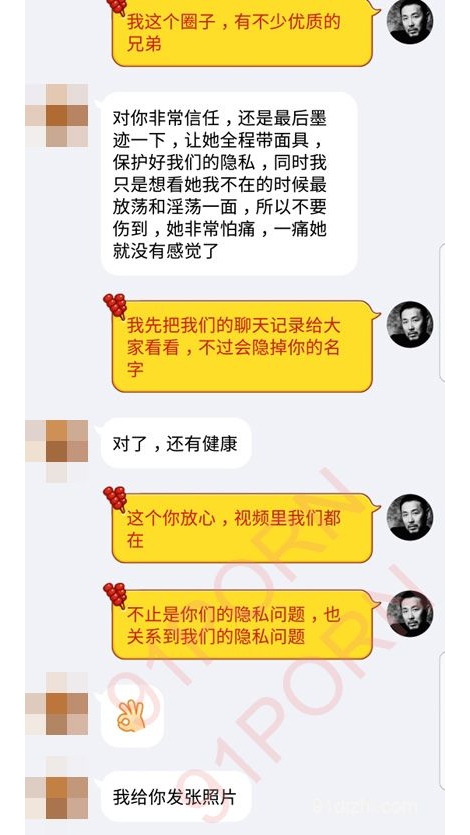 我这个圈子，有不少优质的
兄弟
对你非常信任，还是最后墨
迹一下，让她全程带面具，
保护好我们的隐私，同时我
只是想看她我不在的时候最
放荡和淫荡一面，所以不要
伤到，她非常怕痛，一痛她
就没有感觉了
我先把我们的聊天记录给大
家看看，不过会隐掉你的名
字
对了，还有健康
这个你放心，视频里我们都
在
不止是你们的隐私问题，也
关系到我们的隐私问题
我给你发张照片
91PORN
91PORN